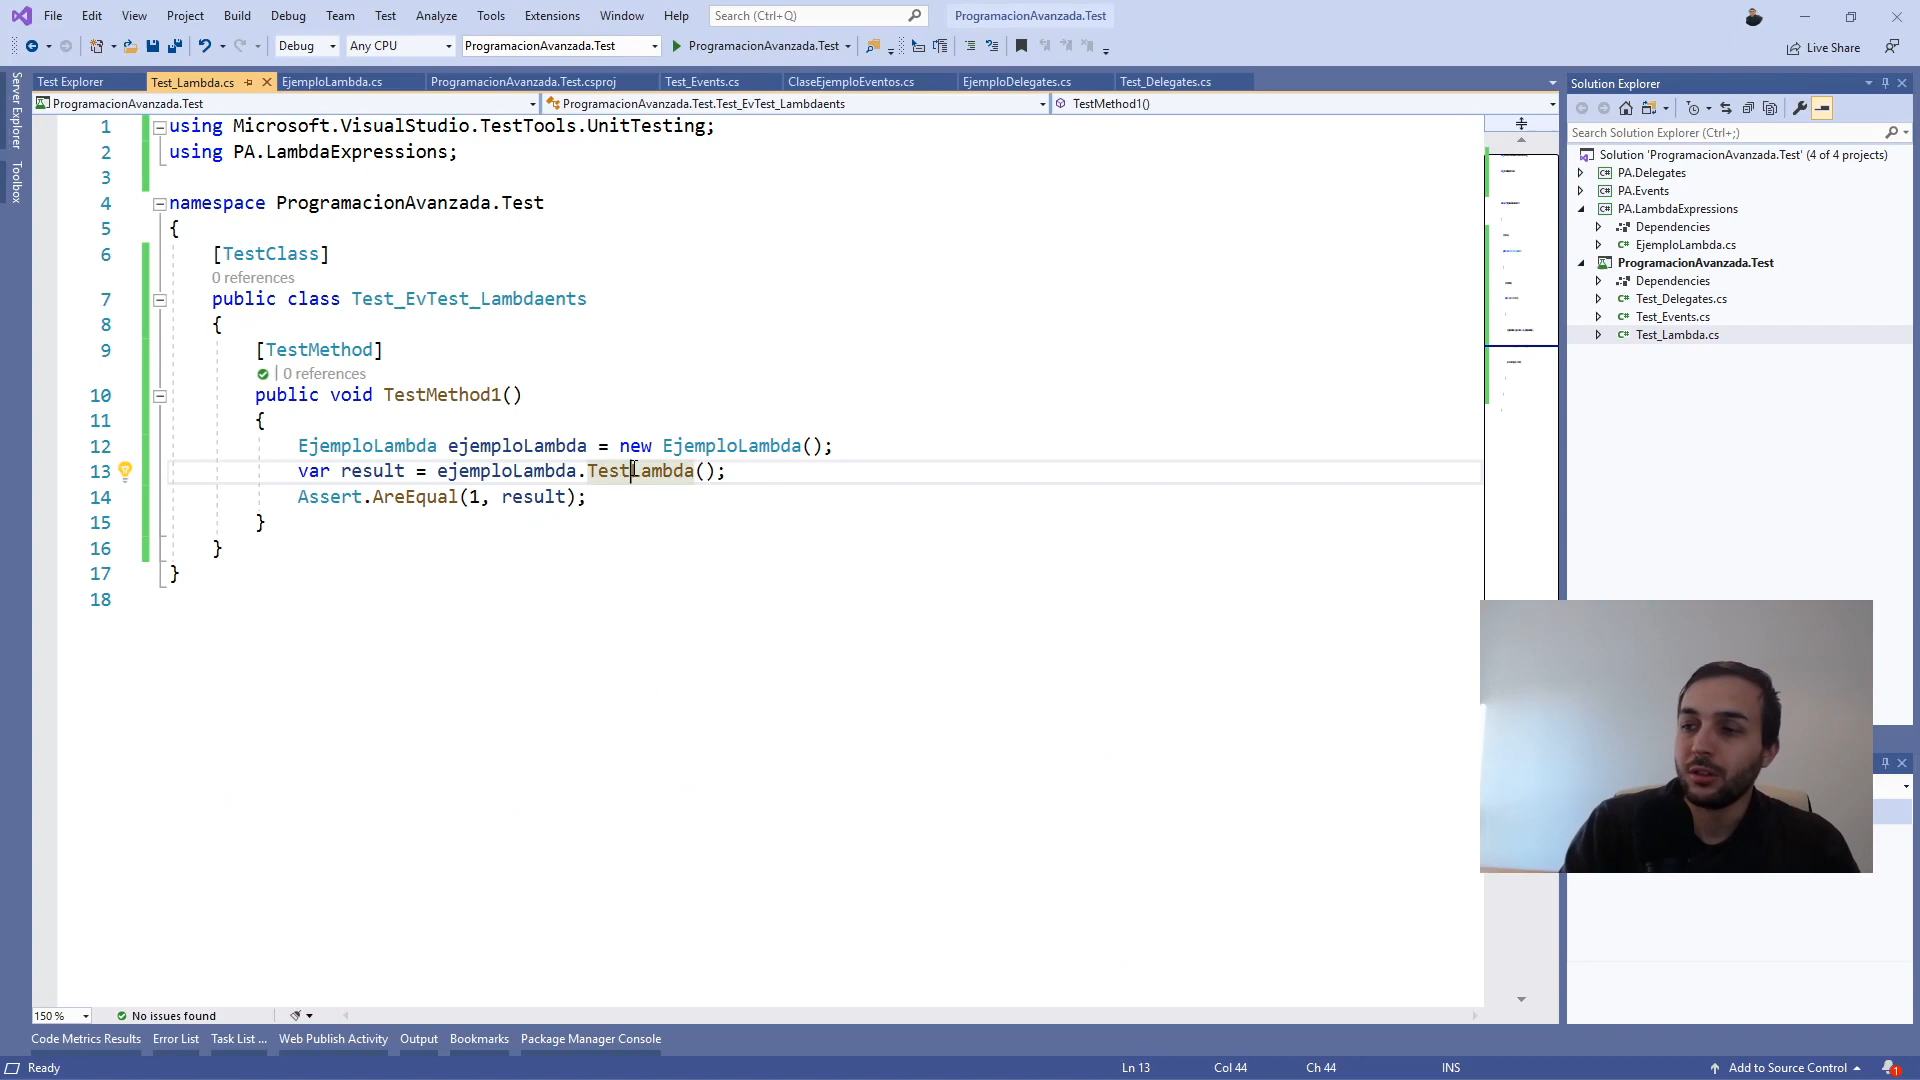 File Edit View Project Build Debug Team Test Analyze Tools Extensions Window Help Search (Ctrl+Q) ProgramacionAvanzada.Test
Debug Any CPU ProgramacionAvanzada.Test ProgramacionAvanzada.Test Live Share
Server Explorer
Toolbox
Test Explorer Test_Lambda.cs EjemploLambda.cs ProgramacionAvanzada.Test.csproj Test_Events.cs ClaseEjemploEventos.cs EjemploDelegates.cs Test_Delegates.cs
ProgramacionAvanzada.Test ProgramacionAvanzada.Test.Test_EvTest_Lambdaents TestMethod1()
1 using Microsoft.VisualStudio.TestTools.UnitTesting;
2 using PA.LambdaExpressions;
3
4 namespace ProgramacionAvanzada.Test
5 {
6 [TestClass]
0 references
7 public class Test_EvTest_Lambdaents
8 {
9 [TestMethod]
| 0 references
10 public void TestMethod1()
11 {
12 EjemploLambda ejemploLambda = new EjemploLambda();
13 var result = ejemploLambda.TestLambda();
14 Assert.AreEqual(1, result);
15 }
16 }
17 }
18
Solution Explorer
Search Solution Explorer (Ctrl+;)
Solution 'ProgramacionAvanzada.Test' (4 of 4 projects)
C# PA.Delegates
C# PA.Events
C# PA.LambdaExpressions
Dependencies
C# EjemploLambda.cs
ProgramacionAvanzada.Test
Dependencies
C# Test_Delegates.cs
C# Test_Events.cs
C# Test_Lambda.cs
150 % No issues found
Code Metrics Results Error List Task List ... Web Publish Activity Output Bookmarks Package Manager Console
Ready Ln 13 Col 44 Ch 44 INS Add to Source Control 1